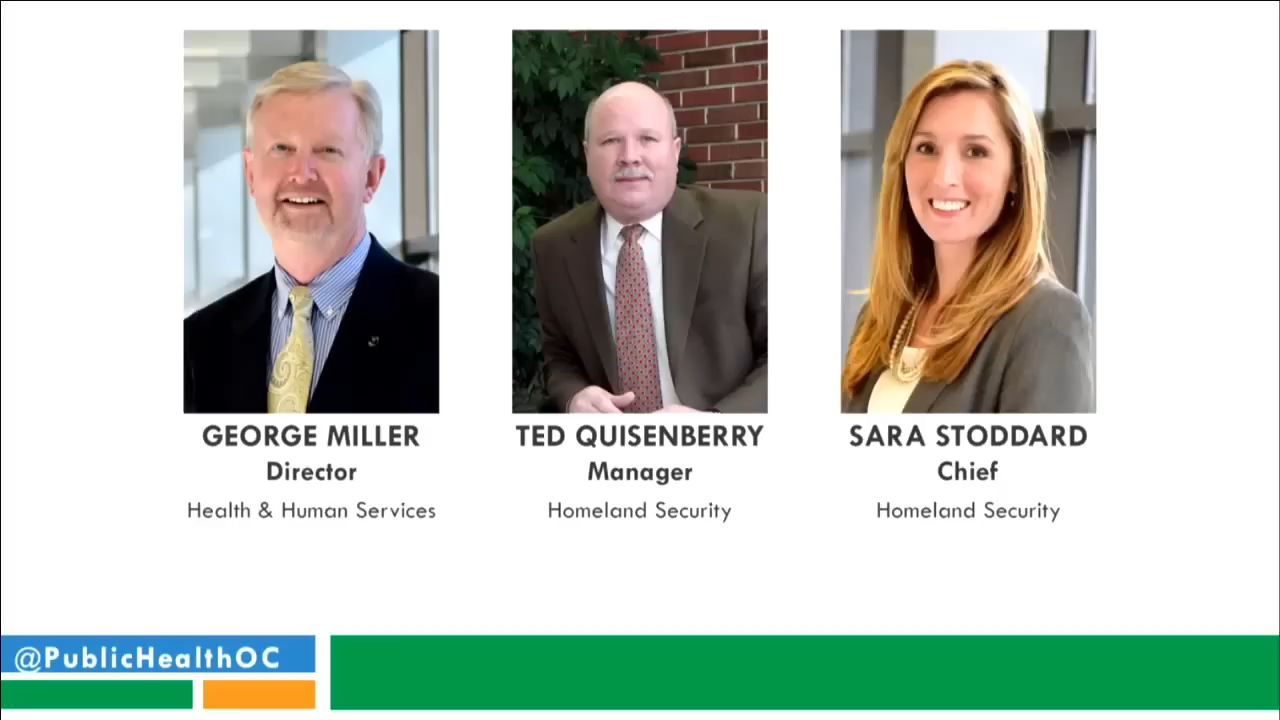 GEORGE MILLER
Director
Health & Human Services
TED QUISENBERRY
Manager
Homeland Security
SARA STODDARD
Chief
Homeland Security
@PublicHealthOC